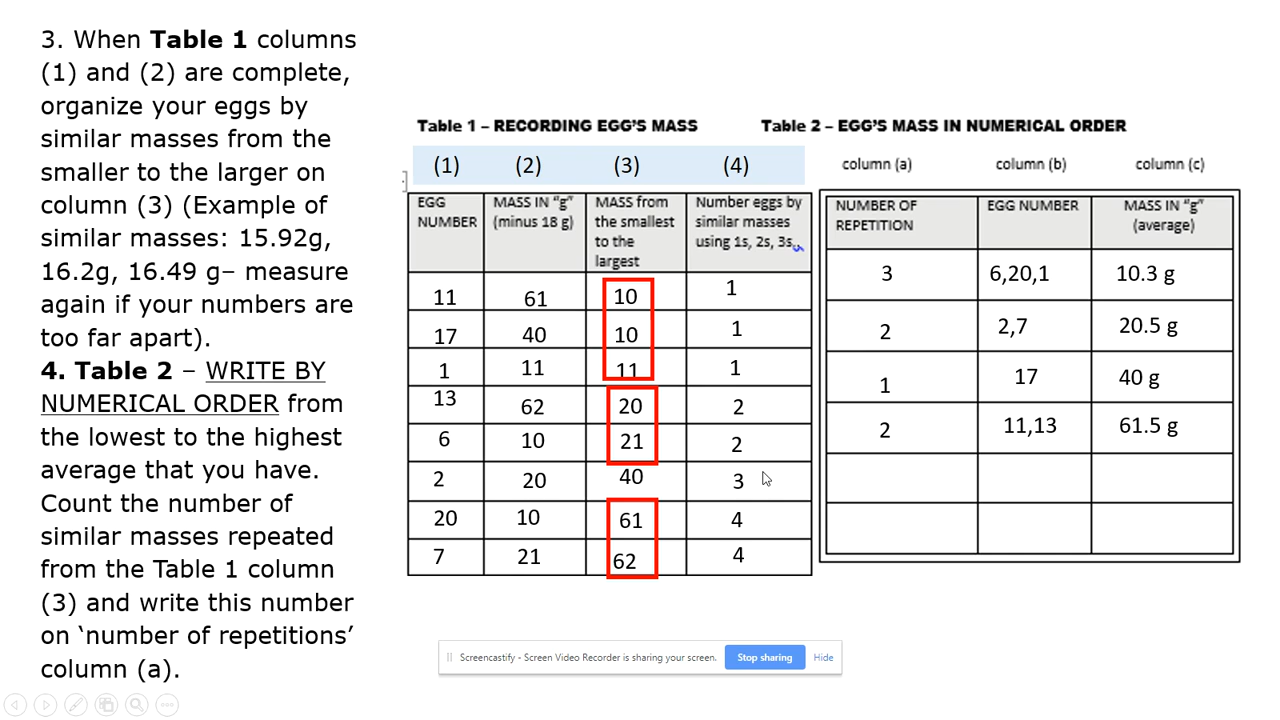 3. When Table 1 columns
(1) and (2) are complete,
organize your eggs by
similar masses from the
smaller to the larger on
column (3) (Example of
similar masses: 15.92g,
16.2g, 16.49 g– measure
again if your numbers are
too far apart).
4. Table 2 – WRITE BY
NUMERICAL ORDER from
the lowest to the highest
average that you have.
Count the number of
similar masses repeated
from the Table 1 column
(3) and write this number
on ‘number of repetitions’
column (a).
Table 1 – RECORDING EGG’S MASS
(1) (2) (3) (4)
EGG NUMBER MASS IN “g” (minus 18 g) MASS from the smallest to the largest Number eggs by similar masses using 1s, 2s, 3s,
11 61 10 1
17 40 10 1
1 11 11 1
13 62 20 2
6 10 21 2
2 20 40 3
20 10 61 4
7 21 62 4
Table 2 – EGG’S MASS IN NUMERICAL ORDER
column (a) column (b) column (c)
NUMBER OF REPETITION EGG NUMBER MASS IN “g” (average)
3 6,20,1 10.3 g
2 2,7 20.5 g
1 17 40 g
2 11,13 61.5 g
Screencastify - Screen Video Recorder is sharing your screen. Stop sharing Hide